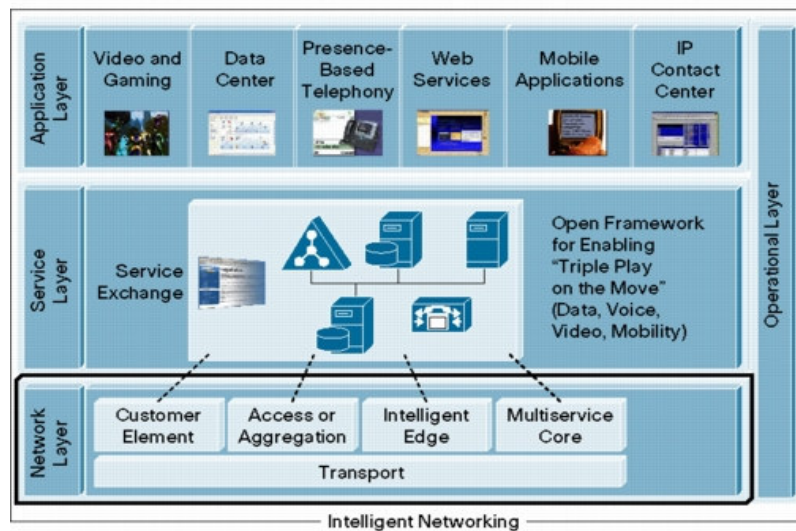 Application
Layer
Video and
Gaming
Data
Center
Presence-
Based
Telephony
Web
Services
Mobile
Applications
IP
Contact
Center
Operational Layer
Service
Layer
Service
Exchange
Open Framework
for Enabling
“Triple Play
on the Move”
(Data, Voice,
Video, Mobility)
Network
Layer
Customer
Element
Access or
Aggregation
Intelligent
Edge
Multiservice
Core
Transport
Intelligent Networking